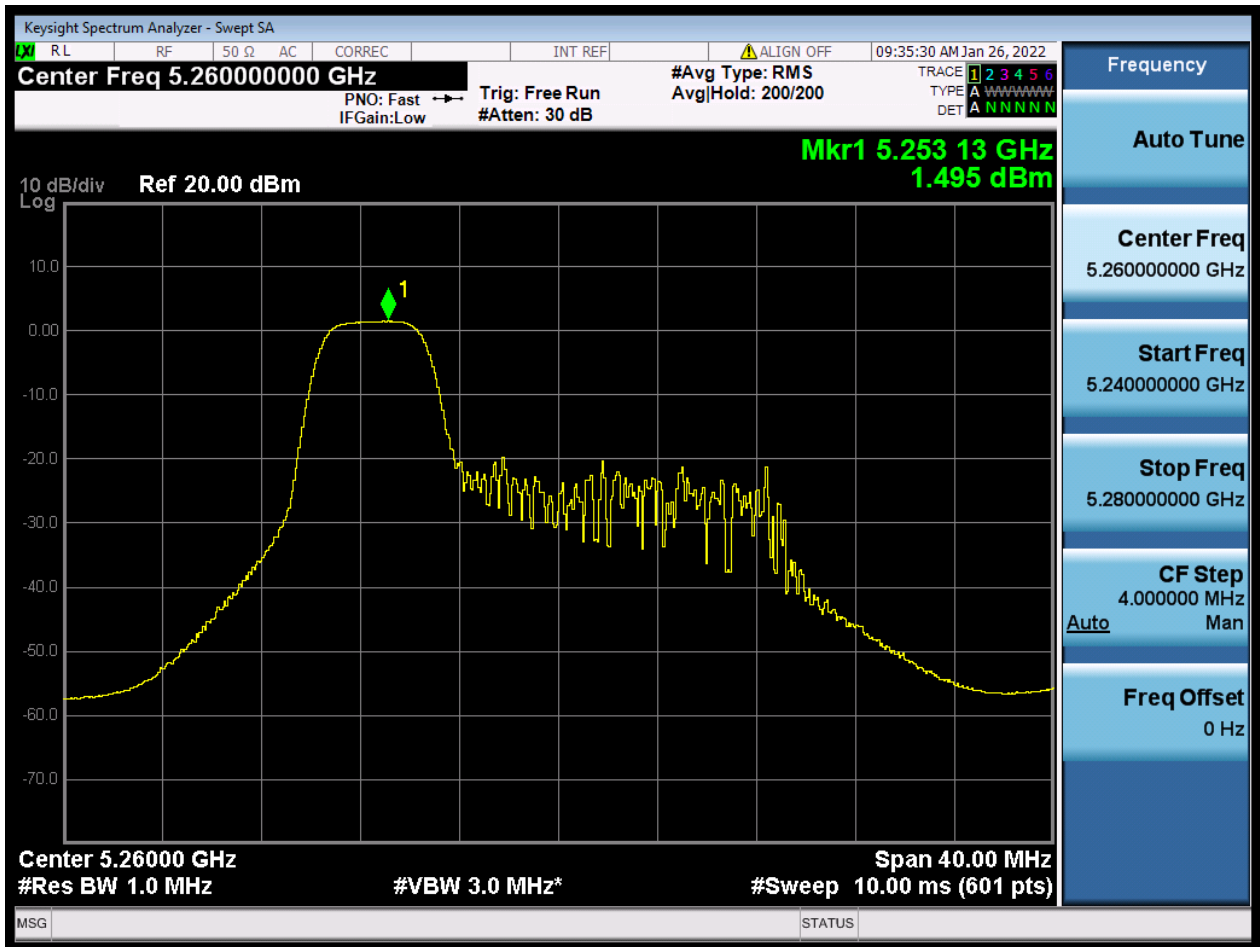 Keysight Spectrum Analyzer - Swept SA
LXI RL RF 50 Ω AC CORREC INT REF ALIGN OFF 09:35:30 AM Jan 26, 2022
Center Freq 5.260000000 GHz
PNO: Fast
IFGain:Low
Trig: Free Run
#Atten: 30 dB
#Avg Type: RMS
Avg|Hold: 200/200
TRACE 1 2 3 4 5 6
TYPE A WWWWW
DET A N N N N N
Mkr1 5.253 13 GHz
1.495 dBm
10 dB/div Ref 20.00 dBm
Log
1
10.0
0.00
-10.0
-20.0
-30.0
-40.0
-50.0
-60.0
-70.0
Center 5.26000 GHz Span 40.00 MHz
#Res BW 1.0 MHz #VBW 3.0 MHz* #Sweep 10.00 ms (601 pts)
MSG STATUS
Frequency
Auto Tune
Center Freq
5.260000000 GHz
Start Freq
5.240000000 GHz
Stop Freq
5.280000000 GHz
CF Step
4.000000 MHz
Auto Man
Freq Offset
0 Hz